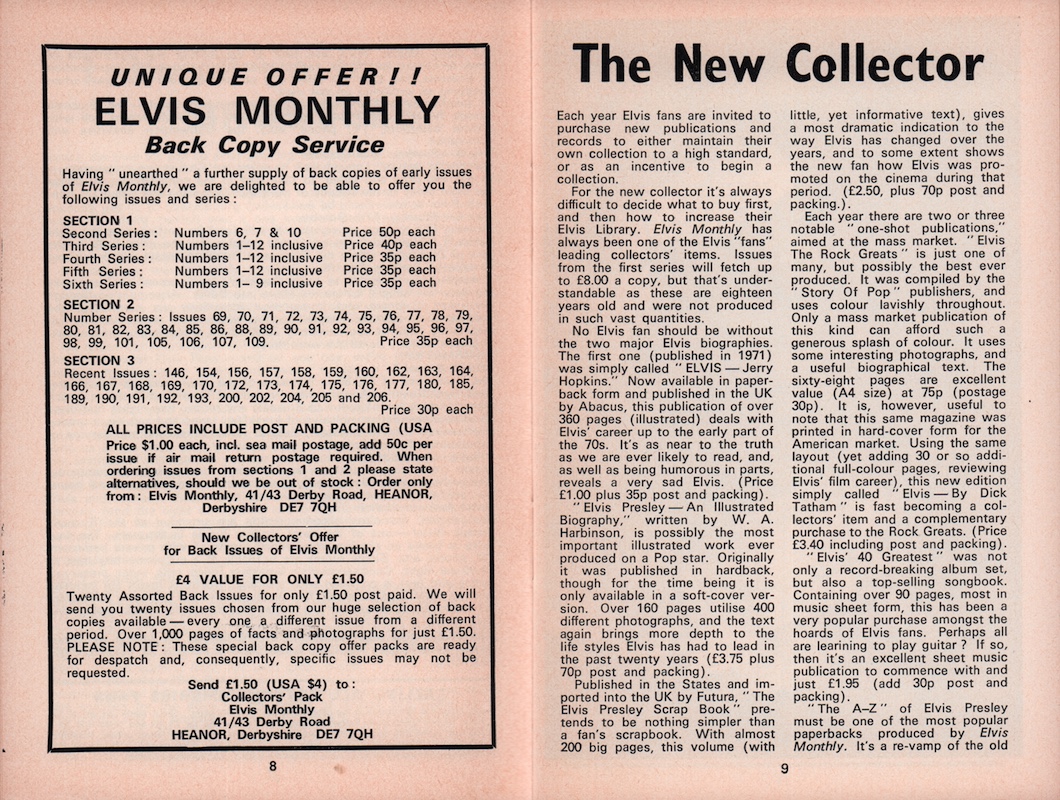 UNIQUE OFFER!!
ELVIS MONTHLY
Back Copy Service
Having "unearthed" a further supply of back copies of early issues
of Elvis Monthly, we are delighted to be able to offer you the
following issues and series:
SECTION 1
Second Series: Numbers 6, 7 & 10 Price 50p each
Third Series: Numbers 1–12 inclusive Price 40p each
Fourth Series: Numbers 1–12 inclusive Price 35p each
Fifth Series: Numbers 1–12 inclusive Price 35p each
Sixth Series: Numbers 1– 9 inclusive Price 35p each
SECTION 2
Number Series: Issues 69, 70, 71, 72, 73, 74, 75, 76, 77, 78, 79,
80, 81, 82, 83, 84, 85, 86, 88, 89, 90, 91, 92, 93, 94, 95, 96, 97,
98, 99, 101, 105, 106, 107, 109. Price 35p each
SECTION 3
Recent Issues: 146, 154, 156, 157, 158, 159, 160, 162, 163, 164,
166, 167, 168, 169, 170, 172, 173, 174, 175, 176, 177, 180, 185,
189, 190, 191, 192, 193, 200, 202, 204, 205 and 206.
Price 30p each
ALL PRICES INCLUDE POST AND PACKING (USA
Price $1.00 each, incl. sea mail postage, add 50c per
issue if air mail return postage required. When
ordering issues from sections 1 and 2 please state
alternatives, should we be out of stock: Order only
from: Elvis Monthly, 41/43 Derby Road, HEANOR,
Derbyshire DE7 7QH
New Collectors' Offer
for Back Issues of Elvis Monthly
£4 VALUE FOR ONLY £1.50
Twenty Assorted Back Issues for only £1.50 post paid. We will
send you twenty issues chosen from our huge selection of back
copies available—every one a different issue from a different
period. Over 1,000 pages of facts and photographs for just £1.50.
PLEASE NOTE: These special back copy offer packs are ready
for despatch and, consequently, specific issues may not be
requested.
Send £1.50 (USA $4) to:
Collectors' Pack
Elvis Monthly
41/43 Derby Road
HEANOR, Derbyshire DE7 7QH
8
The New Collector
Each year Elvis fans are invited to
purchase new publications and
records to either maintain their
own collection to a high standard,
or as an incentive to begin a
collection.
For the new collector it's always
difficult to decide what to buy first,
and then how to increase their
Elvis Library. Elvis Monthly has
always been one of the Elvis "fans"
leading collectors' items. Issues
from the first series will fetch up
to £8.00 a copy, but that's under-
standable as these are eighteen
years old and were not produced
in such vast quantities.
No Elvis fan should be without
the two major Elvis biographies.
The first one (published in 1971)
was simply called "ELVIS—Jerry
Hopkins." Now available in paper-
back form and published in the UK
by Abacus, this publication of over
360 pages (illustrated) deals with
Elvis' career up to the early part of
the 70s. It's as near to the truth
as we are ever likely to read, and,
as well as being humorous in parts,
reveals a very sad Elvis. (Price
£1.00 plus 35p post and packing).
"Elvis Presley—An Illustrated
Biography," written by W. A.
Harbinson, is possibly the most
important illustrated work ever
produced on a Pop star. Originally
it was published in hardback,
though for the time being it is
only available in a soft-cover ver-
sion. Over 160 pages utilise 400
different photographs, and the text
again brings more depth to the
life styles Elvis has had to lead in
the past twenty years (£3.75 plus
70p post and packing).
Published in the States and im-
ported into the UK by Futura, "The
Elvis Presley Scrap Book" pre-
tends to be nothing simpler than
a fan's scrapbook. With almost
200 big pages, this volume (with
little, yet informative text), gives
a most dramatic indication to the
way Elvis has changed over the
years, and to some extent shows
the new fan how Elvis was pro-
moted on the cinema during that
period. (£2.50, plus 70p post and
packing.).
Each year there are two or three
notable "one-shot publications,"
aimed at the mass market. "Elvis
The Rock Greats" is just one of
many, but possibly the best ever
produced. It was compiled by the
"Story Of Pop" publishers, and
uses colour lavishly throughout.
Only a mass market publication of
this kind can afford such a
generous splash of colour. It uses
some interesting photographs, and
a useful biographical text. The
sixty-eight pages are excellent
value (A4 size) at 75p (postage
30p). It is, however, useful to
note that this same magazine was
printed in hard-cover form for the
American market. Using the same
layout (yet adding 30 or so addi-
tional full-colour pages, reviewing
Elvis' film career), this new edition
simply called "Elvis—By Dick
Tatham" is fast becoming a col-
lectors' item and a complementary
purchase to the Rock Greats. (Price
£3.40 including post and packing).
"Elvis' 40 Greatest" was not
only a record-breaking album set,
but also a top-selling songbook.
Containing over 90 pages, most in
music sheet form, this has been a
very popular purchase amongst the
hoards of Elvis fans. Perhaps all
are learining to play guitar? If so,
then it's an excellent sheet music
publication to commence with and
just £1.95 (add 30p post and
packing).
"The A–Z" of Elvis Presley
must be one of the most popular
paperbacks produced by Elvis
Monthly. It's a re-vamp of the old
9